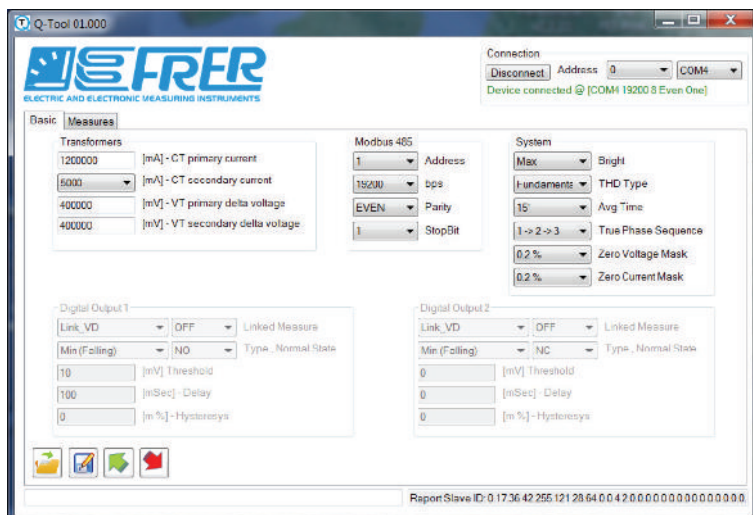 Q-Tool 01.000
FRER
ELECTRIC AND ELECTRONIC MEASURING INSTRUMENTS
Connection
Disconnect Address 0 COM4
Device connected @ [COM4 19200 8 Even One]
Basic Measures
Transformers
1200000 [mA] - CT primary current
5000 [mA] - CT secondary current
400000 [mV] - VT primary delta voltage
400000 [mV] - VT secondary delta voltage
Modbus 485
1 Address
19200 bps
EVEN Parity
1 StopBit
System
Max Bright
Fundamenta THD Type
15' Avg Time
1 -> 2 -> 3 True Phase Sequence
0.2 % Zero Voltage Mask
0.2 % Zero Current Mask
Digital Output 1
Link_VD OFF Linked Measure
Min (Falling) NO Type , Normal State
10 [mV] Threshold
100 [mSec] - Delay
0 [m %] - Hysteresys
Digital Output 2
Link_VD OFF Linked Measure
Min (Falling) NC Type , Normal State
0 [mV] Threshold
0 [mSec] - Delay
0 [m %] - Hysteresys
Report Slave ID: 0.17.36.42.255.121.28.64.0.0.4.2.0.0.0.0.0.0.0.0.0.0.0.0.0.0.